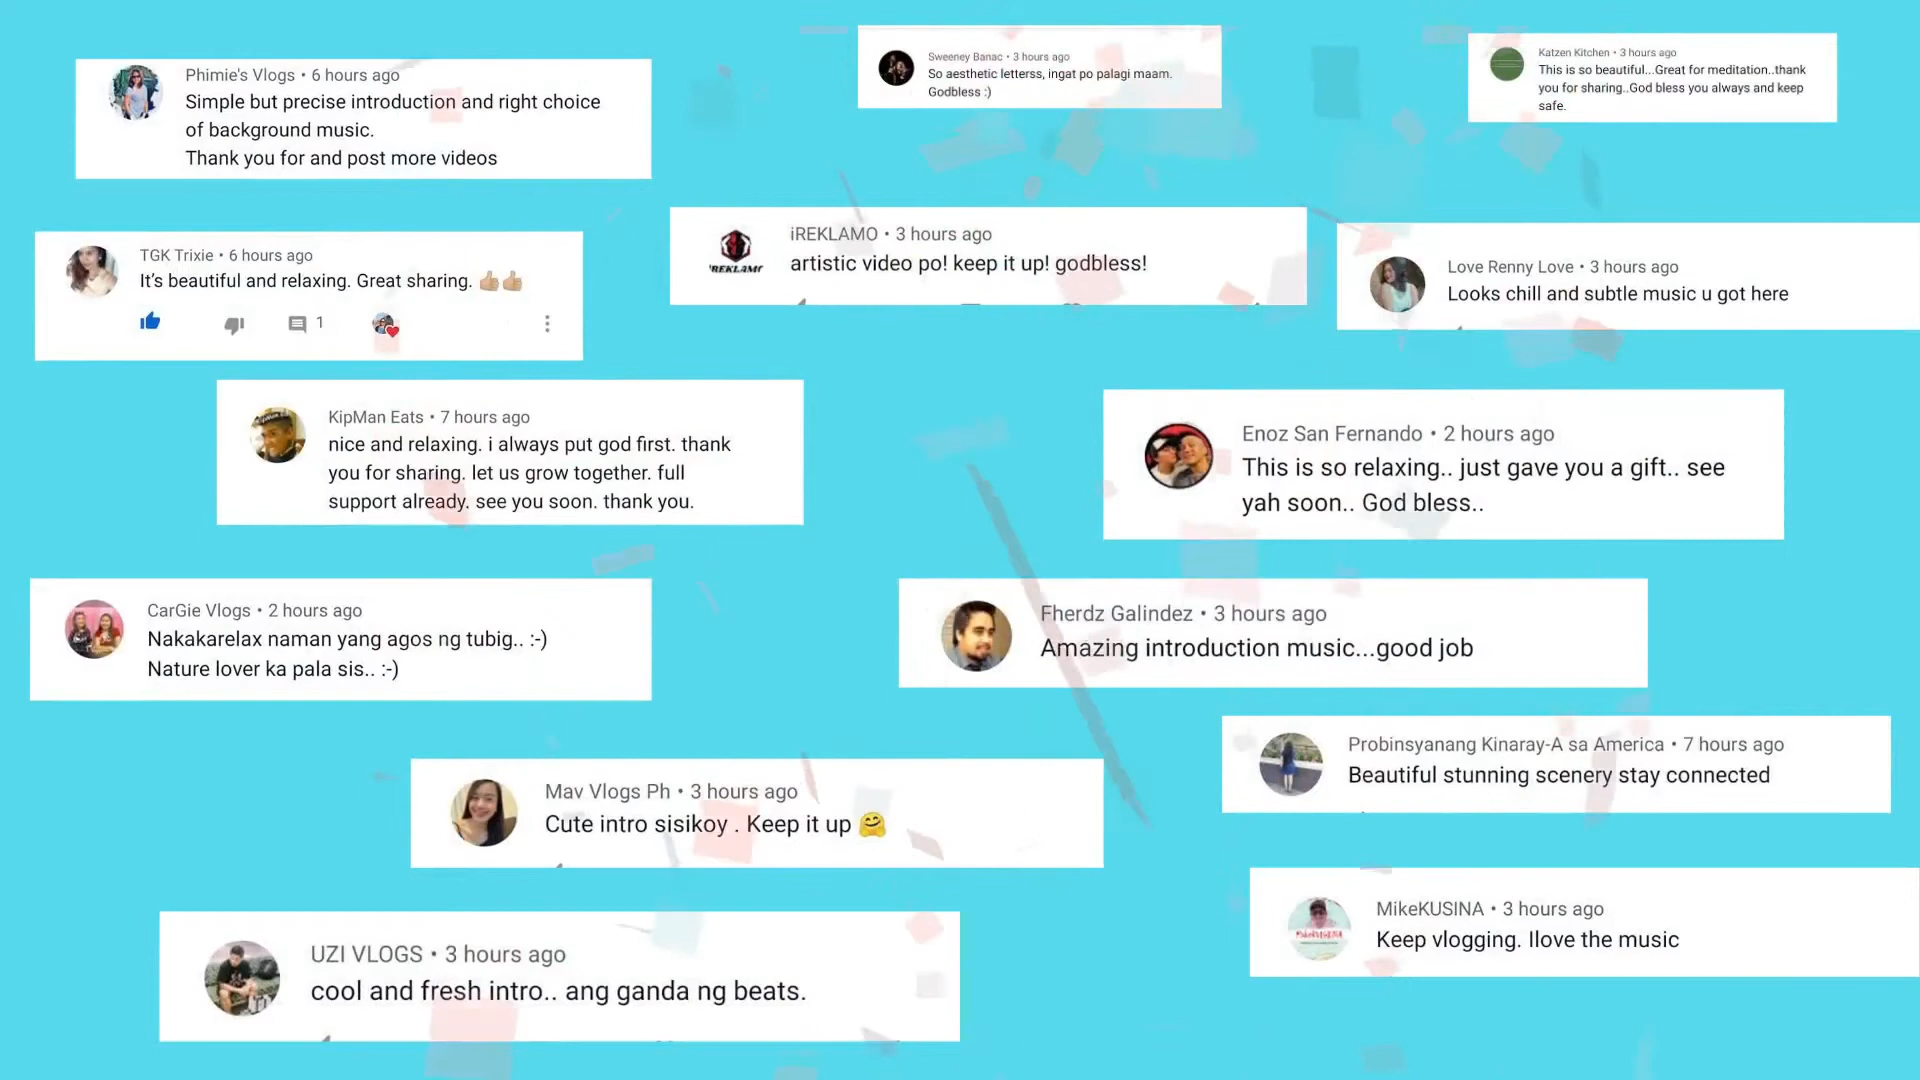 Phimie's Vlogs • 6 hours ago
Simple but precise introduction and right choice
of background music.
Thank you for and post more videos
Sweeney Banac • 3 hours ago
So aesthetic letterss, ingat po palagi maam.
Godbless :)
Katzen Kitchen • 3 hours ago
This is so beautiful...Great for meditation..thank
you for sharing..God bless you always and keep
safe.
TGK Trixie • 6 hours ago
It's beautiful and relaxing. Great sharing. 👍🏼👍🏼
1
iREKLAMO • 3 hours ago
artistic video po! keep it up! godbless!
Love Renny Love • 3 hours ago
Looks chill and subtle music u got here
KipMan Eats • 7 hours ago
nice and relaxing. i always put god first. thank
you for sharing. let us grow together. full
support already. see you soon. thank you.
Enoz San Fernando • 2 hours ago
This is so relaxing.. just gave you a gift.. see
yah soon.. God bless..
CarGie Vlogs • 2 hours ago
Nakakarelax naman yang agos ng tubig.. :-)
Nature lover ka pala sis.. :-)
Fherdz Galindez • 3 hours ago
Amazing introduction music...good job
Probinsyanang Kinaray-A sa America • 7 hours ago
Beautiful stunning scenery stay connected
Mav Vlogs Ph • 3 hours ago
Cute intro sisikoy . Keep it up 🤗
MikeKUSINA • 3 hours ago
Keep vlogging. Ilove the music
UZI VLOGS • 3 hours ago
cool and fresh intro.. ang ganda ng beats.